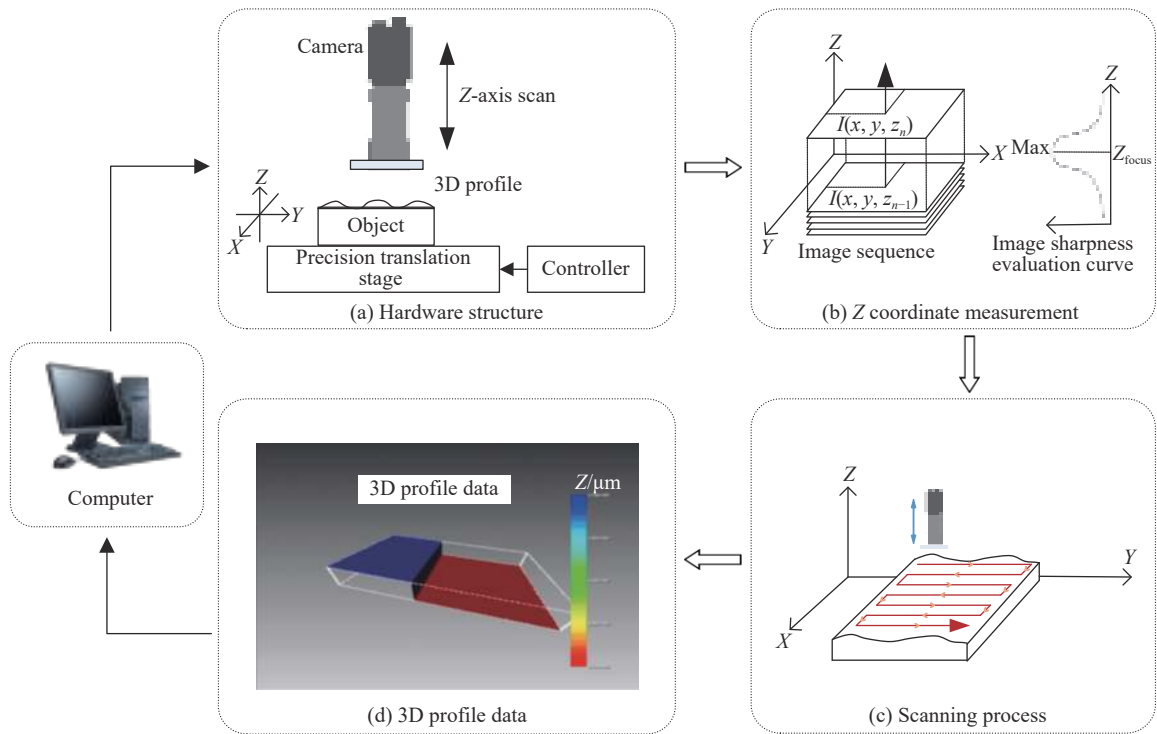 Camera
Z-axis scan
3D profile
Z
Y
X
Object
Precision translation
stage
Controller
(a) Hardware structure
Z
I(x, y, zₙ)
X
I(x, y, zₙ₋₁)
Y
Image sequence
Z
Max
Z_focus
Image sharpness
evaluation curve
(b) Z coordinate measurement
Computer
3D profile data
Z/μm
(d) 3D profile data
Z
Y
X
(c) Scanning process